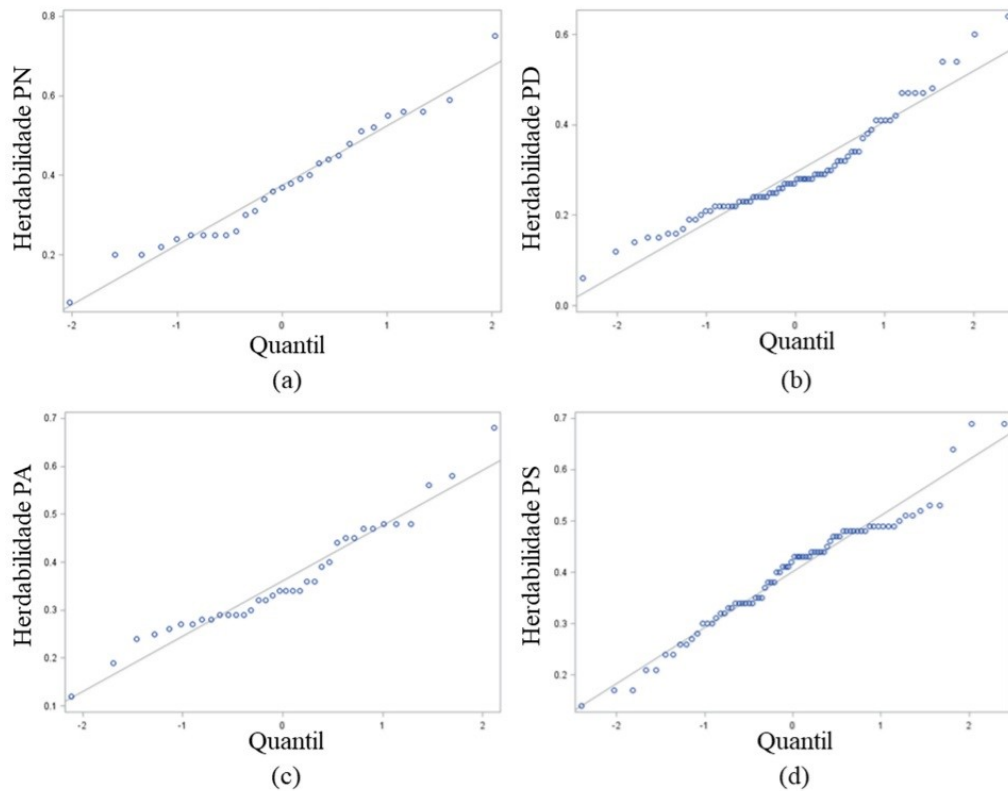 Herdabilidade PN
0.8
0.6
0.4
0.2
-2 -1 0 1 2
Quantil
(a)
Herdabilidade PD
0.6
0.4
0.2
0.0
-2 -1 0 1 2
Quantil
(b)
Herdabilidade PA
0.7
0.6
0.5
0.4
0.3
0.2
0.1
-2 -1 0 1 2
Quantil
(c)
Herdabilidade PS
0.7
0.6
0.5
0.4
0.3
0.2
-2 -1 0 1 2
Quantil
(d)